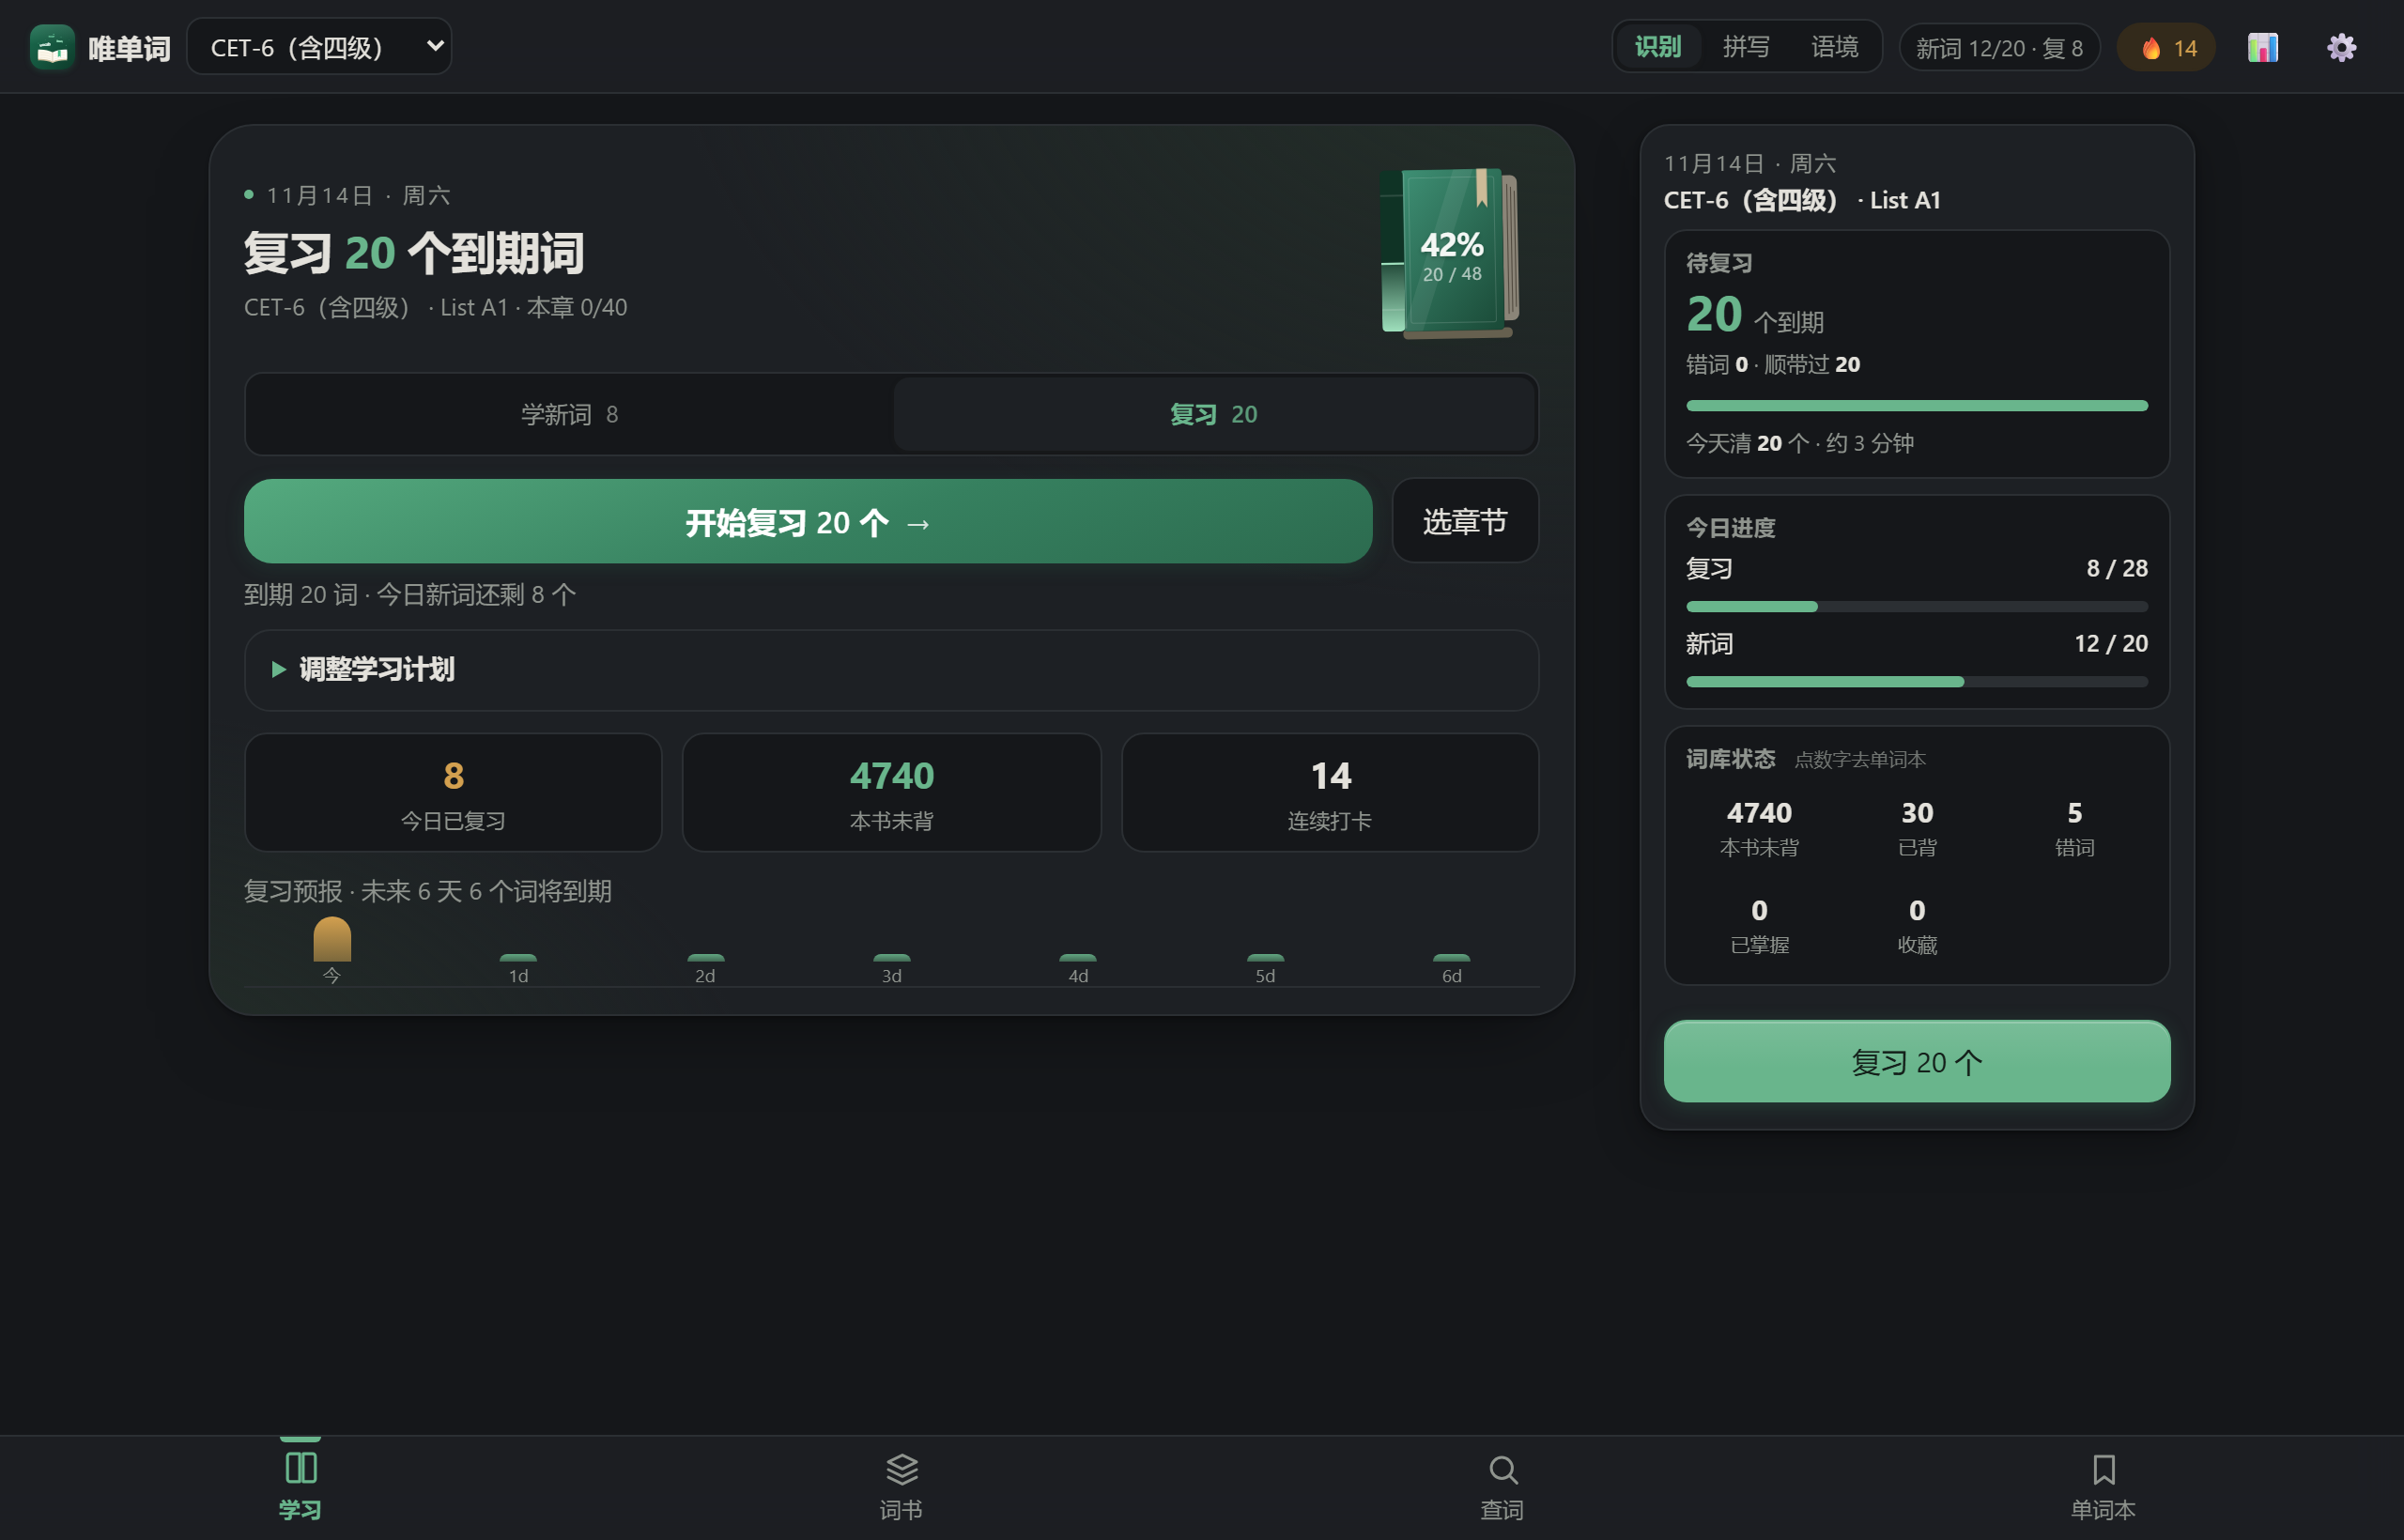 唯单词
CET-6（含四级）
识别 拼写 语境
新词 12/20 · 复 8
14
11月14日 · 周六
复习 20 个到期词
CET-6（含四级） · List A1 · 本章 0/40
42%
20 / 48
学新词 8
复习 20
开始复习 20 个 →
选章节
到期 20 词 · 今日新词还剩 8 个
调整学习计划
8
今日已复习
4740
本书未背
14
连续打卡
复习预报 · 未来 6 天 6 个词将到期
今 1d 2d 3d 4d 5d 6d
11月14日 · 周六
CET-6（含四级） · List A1
待复习
20 个到期
错词 0 · 顺带过 20
今天清 20 个 · 约 3 分钟
今日进度
复习 8 / 28
新词 12 / 20
词库状态 点数字去单词本
4740 30 5
本书未背 已背 错词
0 0
已掌握 收藏
复习 20 个
学习 词书 查词 单词本